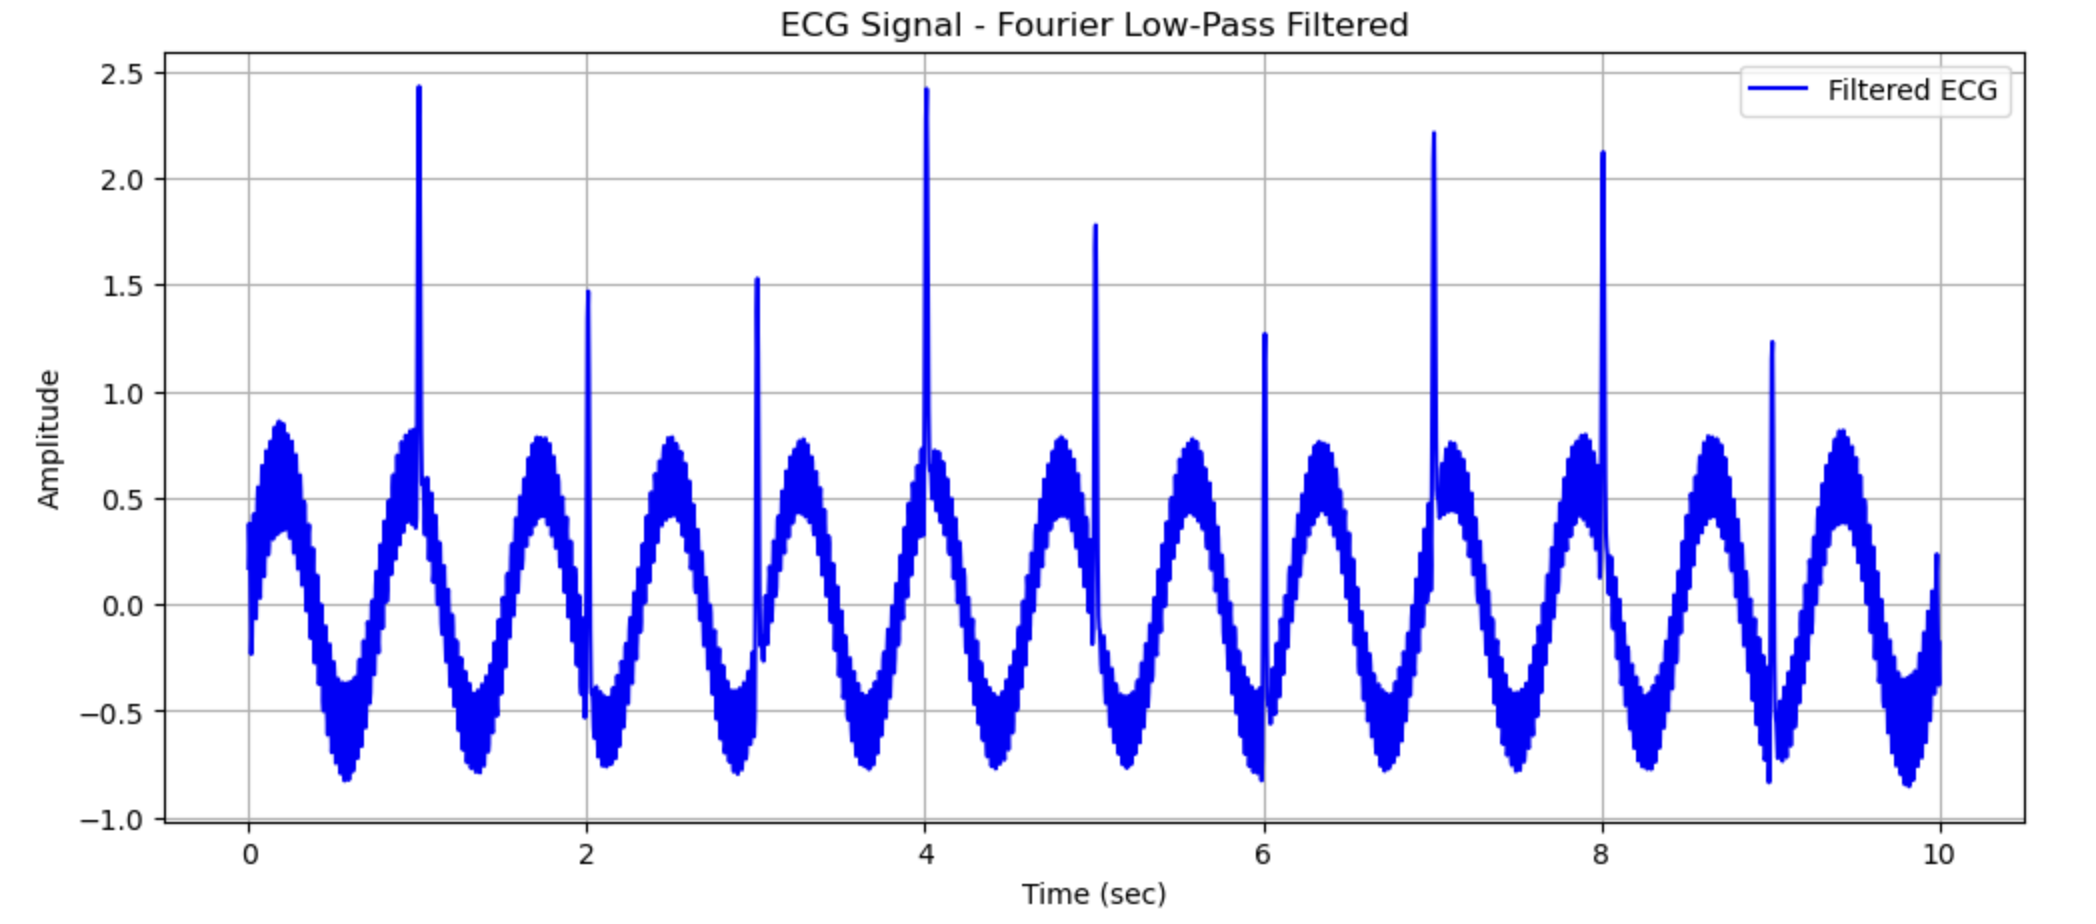 ECG Signal - Fourier Low-Pass Filtered
Filtered ECG
Amplitude
2.5
2.0
1.5
1.0
0.5
0.0
−0.5
−1.0
0 2 4 6 8 10
Time (sec)